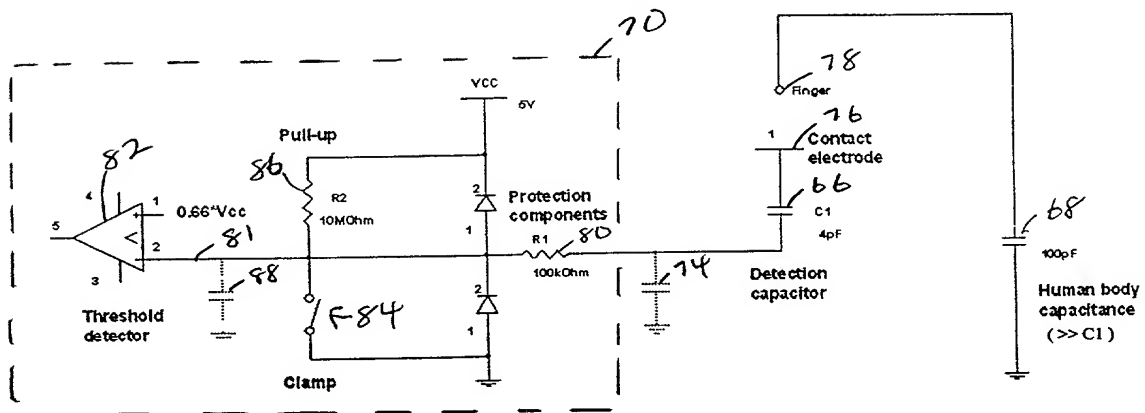 70
VCC
5V
78
Finger
1
76
Contact
electrode
66
C1
4pF
68
100pF
Human body
capacitance
(>> C1)
Pull-up
86
R2
10MOhm
2
Protection
components
1
R1
80
100kOhm
74
Detection
capacitor
82
4
1
0.66*Vcc
5
<
81
2
3
88
Threshold
detector
84
2
1
Clamp